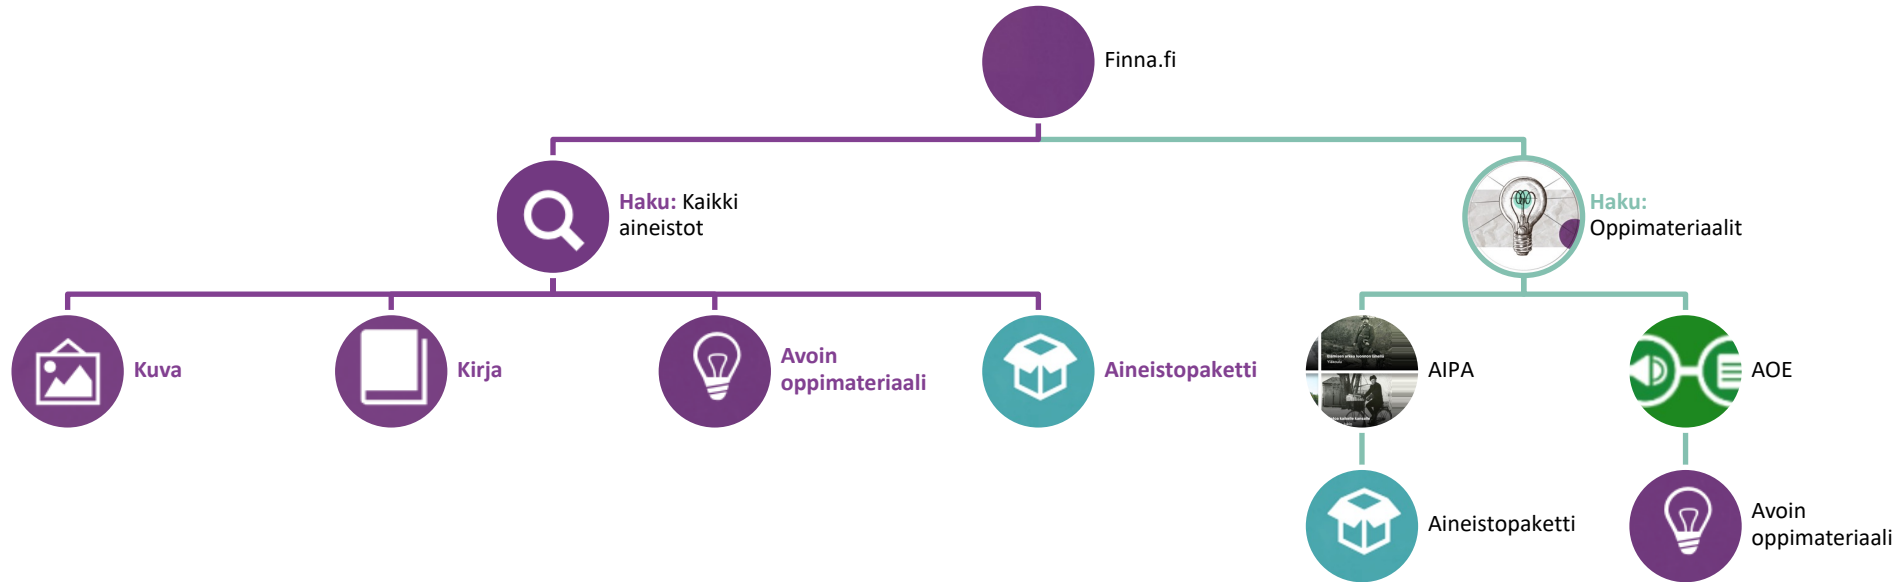 Finna.fi
Haku: Kaikki
aineistot
Haku:
Oppimateriaalit
Kuva
Kirja
Avoin
oppimateriaali
Aineistopaketti
AIPA
AOE
Aineistopaketti
Avoin
oppimateriaali